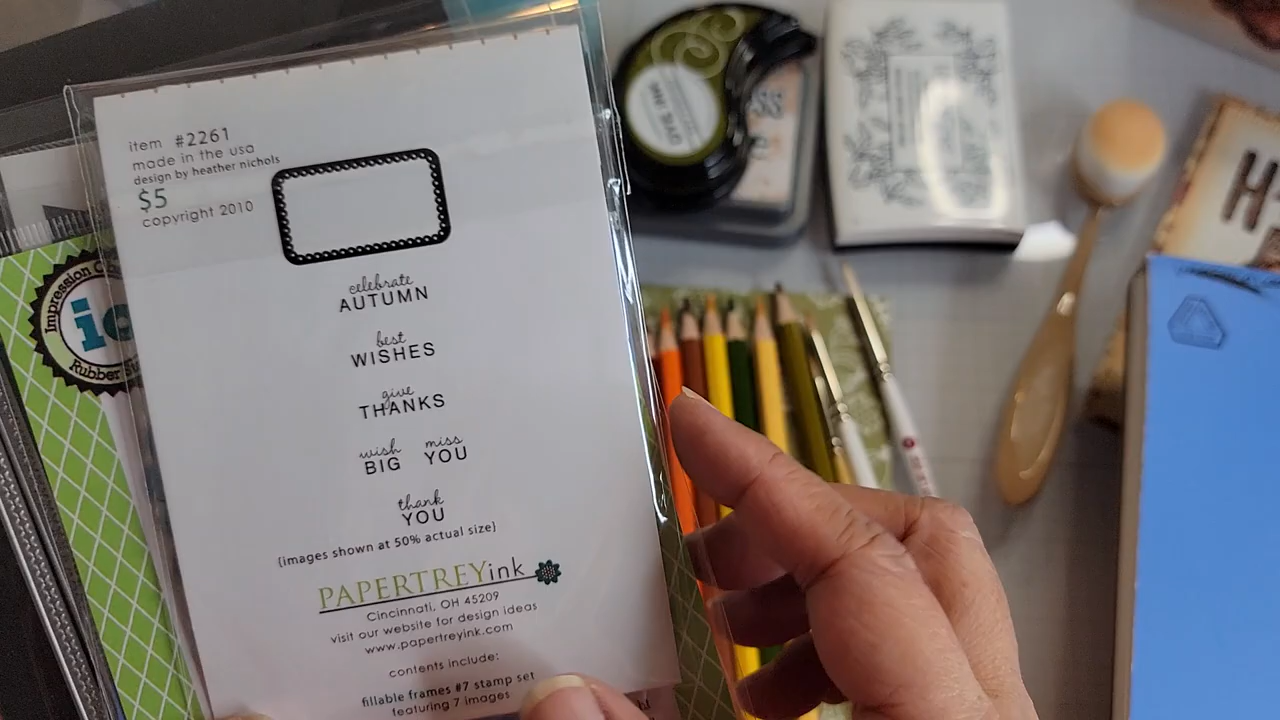 item #2261
made in the usa
design by heather nichols
$5
copyright 2010
celebrate
AUTUMN
best
WISHES
give
THANKS
wish miss
BIG YOU
thank
YOU
{images shown at 50% actual size}
PAPERTREYink
Cincinnati, OH 45209
visit our website for design ideas
www.papertreyink.com
contents include:
fillable frames #7 stamp set
featuring 7 images
Impression
Rubber